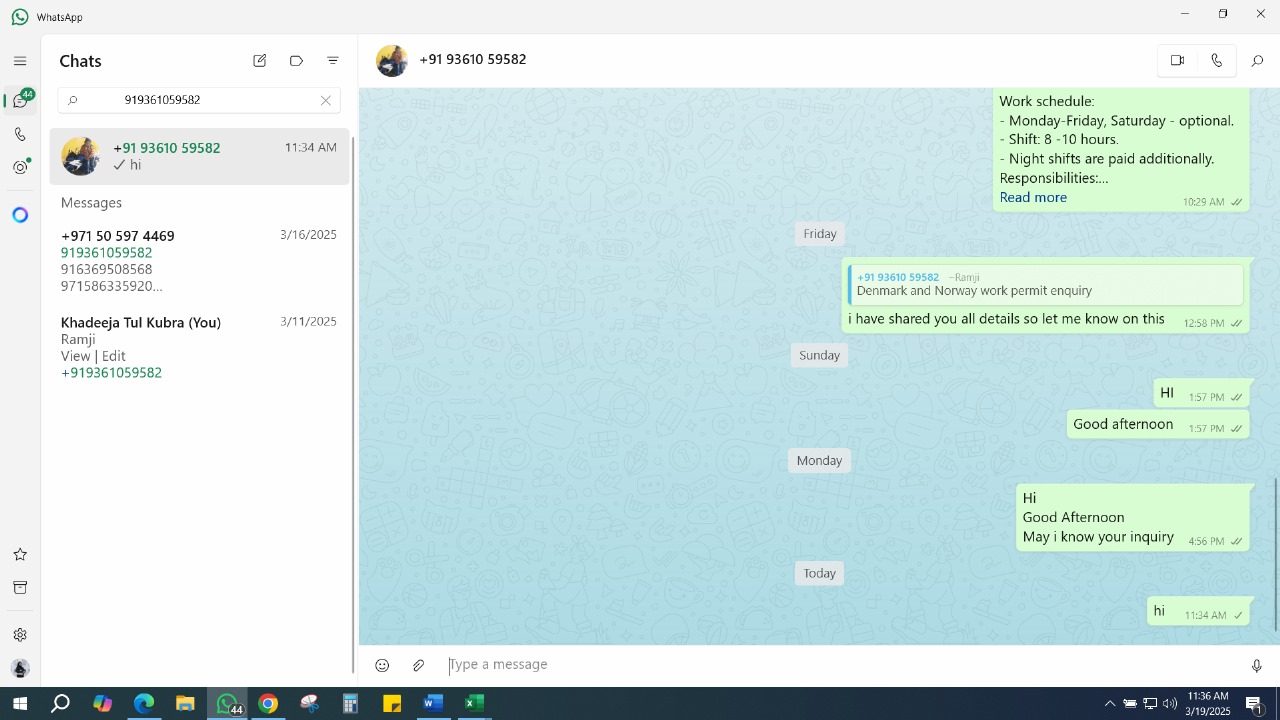 WhatsApp
Chats
44
919361059582
+91 93610 59582
11:34 AM
hi
Messages
+971 50 597 4469
3/16/2025
919361059582
916369508568
971586335920...
Khadeeja Tul Kubra (You)
3/11/2025
Ramji
View | Edit
+919361059582
+91 93610 59582
Work schedule:
- Monday-Friday, Saturday - optional.
- Shift: 8 -10 hours.
- Night shifts are paid additionally.
Responsibilities:...
Read more
10:29 AM
Friday
+91 93610 59582 ~Ramji
Denmark and Norway work permit enquiry
i have shared you all details so let me know on this
12:58 PM
Sunday
HI
1:57 PM
Good afternoon
1:57 PM
Monday
Hi
Good Afternoon
May i know your inquiry
4:56 PM
Today
hi
11:34 AM
Type a message
44
11:36 AM
3/19/2025